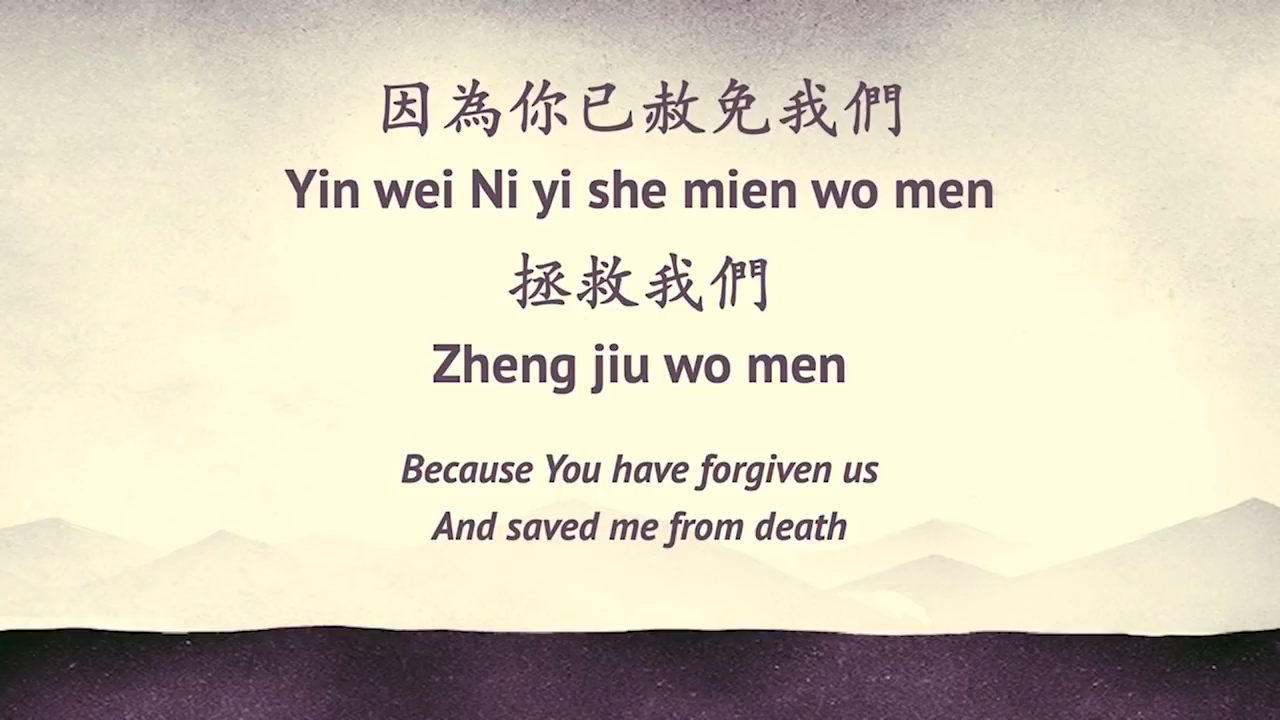 因為你已赦免我們
Yin wei Ni yi she mien wo men
拯救我們
Zheng jiu wo men
Because You have forgiven us
And saved me from death